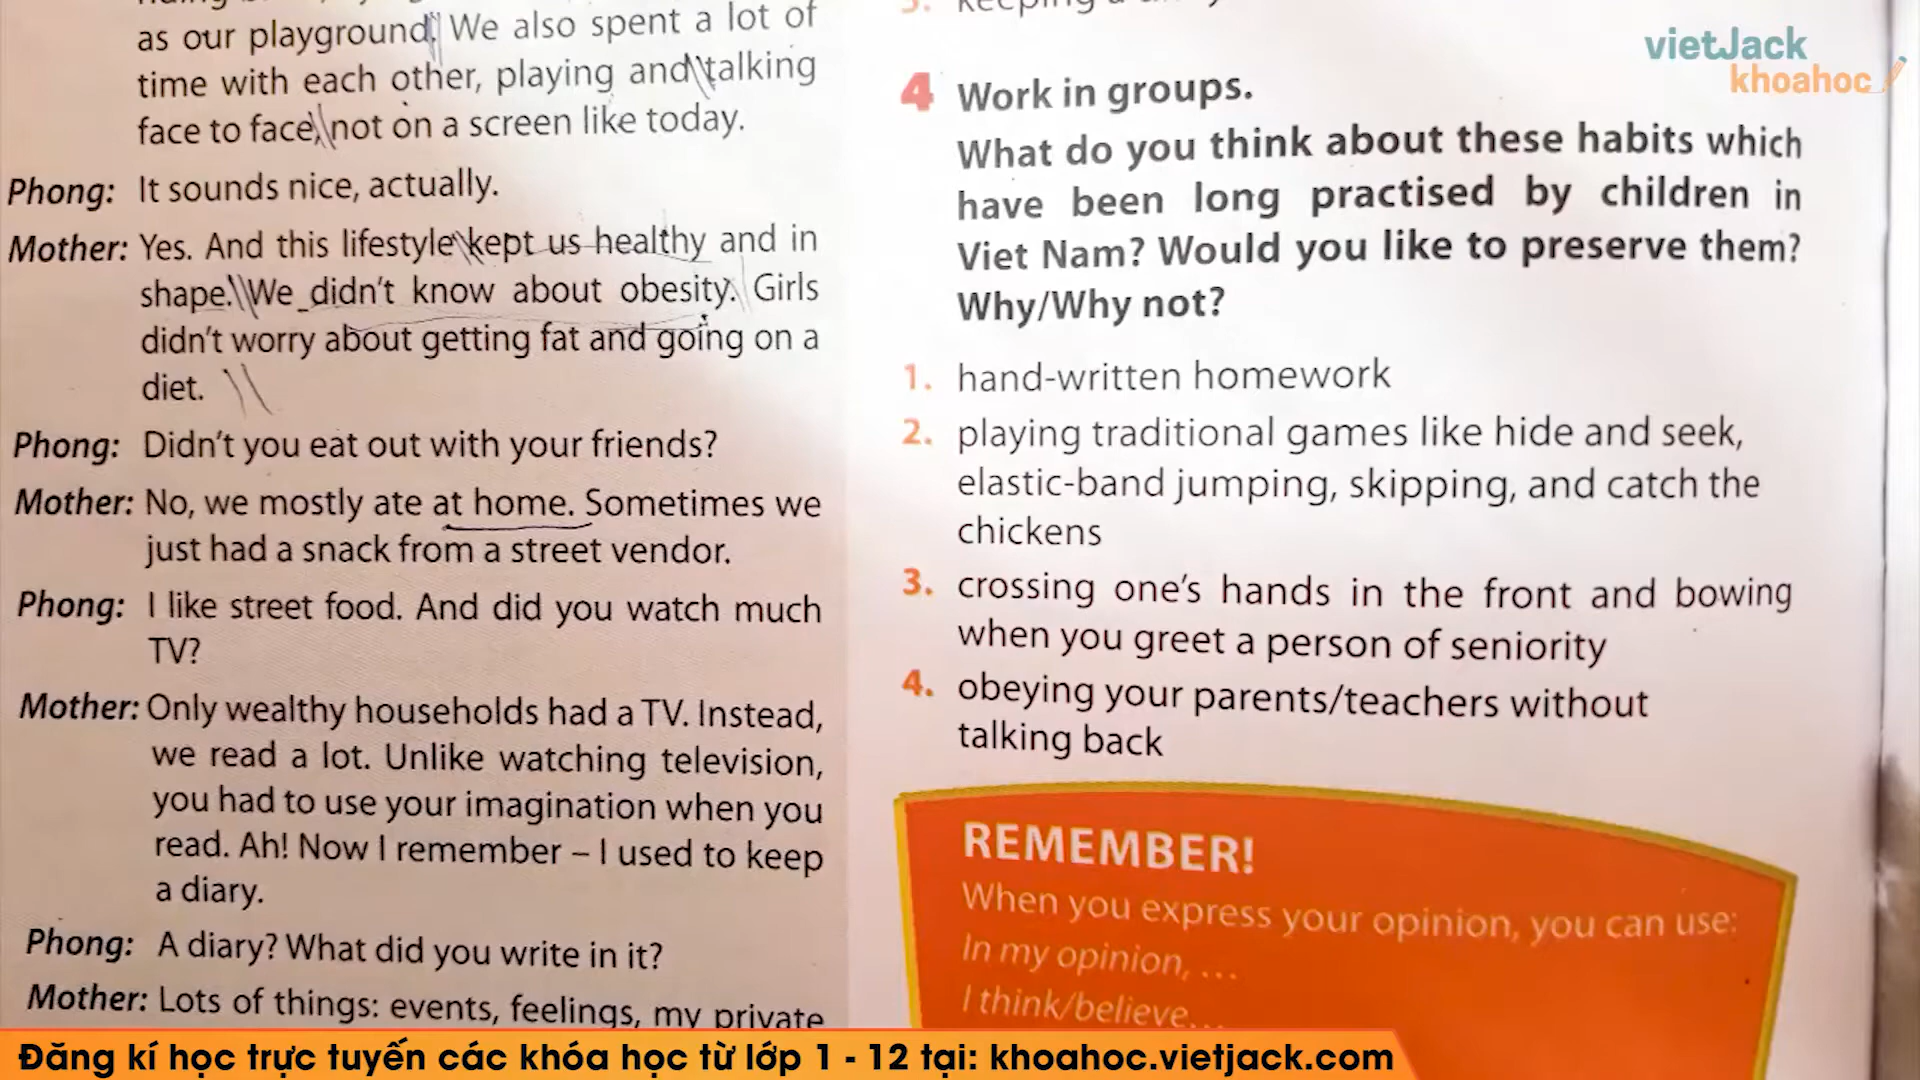 as our playground. We also spent a lot of
time with each other, playing and talking
face to face, not on a screen like today.
Phong: It sounds nice, actually.
Mother: Yes. And this lifestyle kept us healthy and in
shape. We didn't know about obesity. Girls
didn't worry about getting fat and going on a
diet.
Phong: Didn't you eat out with your friends?
Mother: No, we mostly ate at home. Sometimes we
just had a snack from a street vendor.
Phong: I like street food. And did you watch much
TV?
Mother: Only wealthy households had a TV. Instead,
we read a lot. Unlike watching television,
you had to use your imagination when you
read. Ah! Now I remember – I used to keep
a diary.
Phong: A diary? What did you write in it?
Mother: Lots of things: events, feelings, my private
vietJack
khoahoc
4 Work in groups.
What do you think about these habits which
have been long practised by children in
Viet Nam? Would you like to preserve them?
Why/Why not?
1. hand-written homework
2. playing traditional games like hide and seek,
elastic-band jumping, skipping, and catch the
chickens
3. crossing one's hands in the front and bowing
when you greet a person of seniority
4. obeying your parents/teachers without
talking back
REMEMBER!
When you express your opinion, you can use:
In my opinion, ...
I think/believe...
Đăng kí học trực tuyến các khóa học từ lớp 1 - 12 tại: khoahoc.vietjack.com